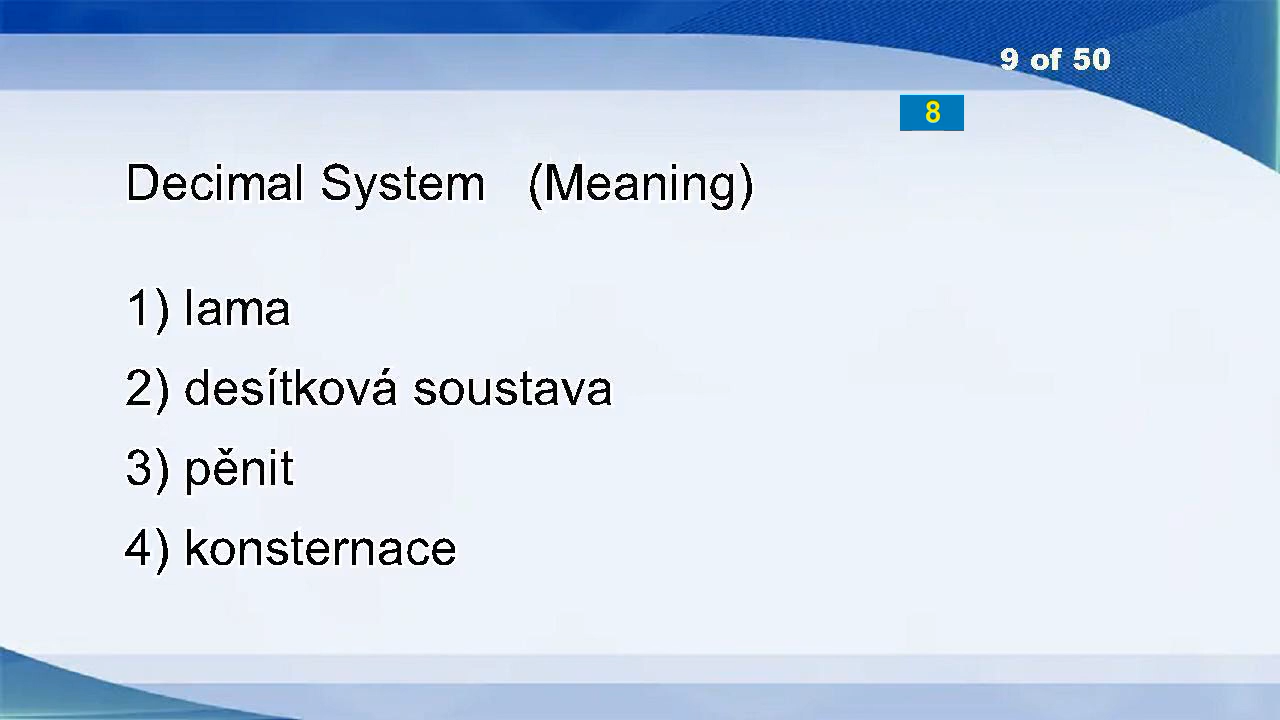 9 of 50
8
Decimal System (Meaning)
1) lama
2) desítková soustava
3) pěnit
4) konsternace